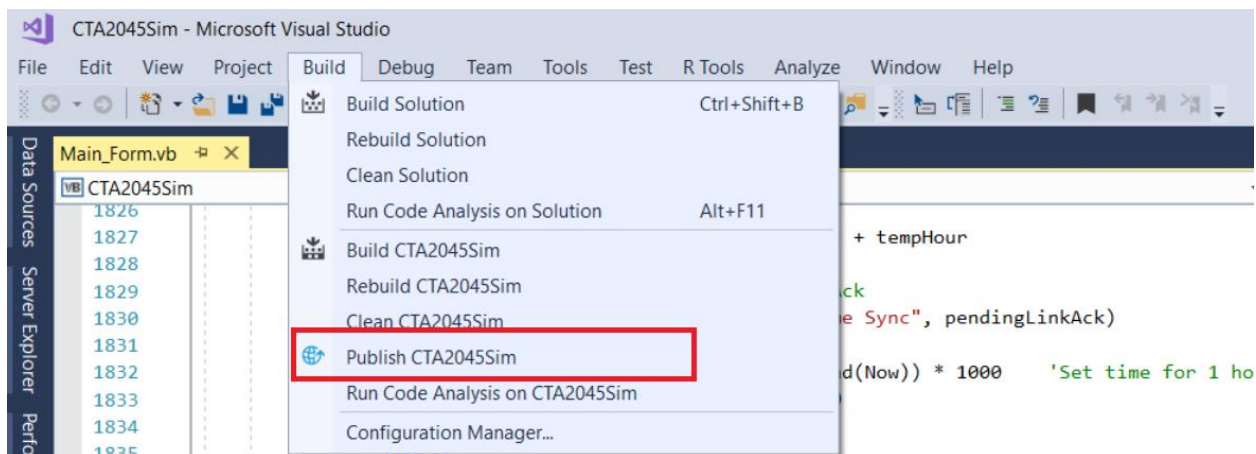 CTA2045Sim - Microsoft Visual Studio
File Edit View Project Build Debug Team Tools Test R Tools Analyze Window Help
Build Solution Ctrl+Shift+B
Rebuild Solution
Clean Solution
Run Code Analysis on Solution Alt+F11
Build CTA2045Sim
Rebuild CTA2045Sim
Clean CTA2045Sim
Publish CTA2045Sim
Run Code Analysis on CTA2045Sim
Configuration Manager...
Data Sources
Server Explorer
Perfo
Main_Form.vb
VB CTA2045Sim
1826
1827 + tempHour
1828
1829 ck
1830 e Sync", pendingLinkAck)
1831
1832 d(Now)) * 1000 'Set time for 1 ho
1833 )
1834
1835